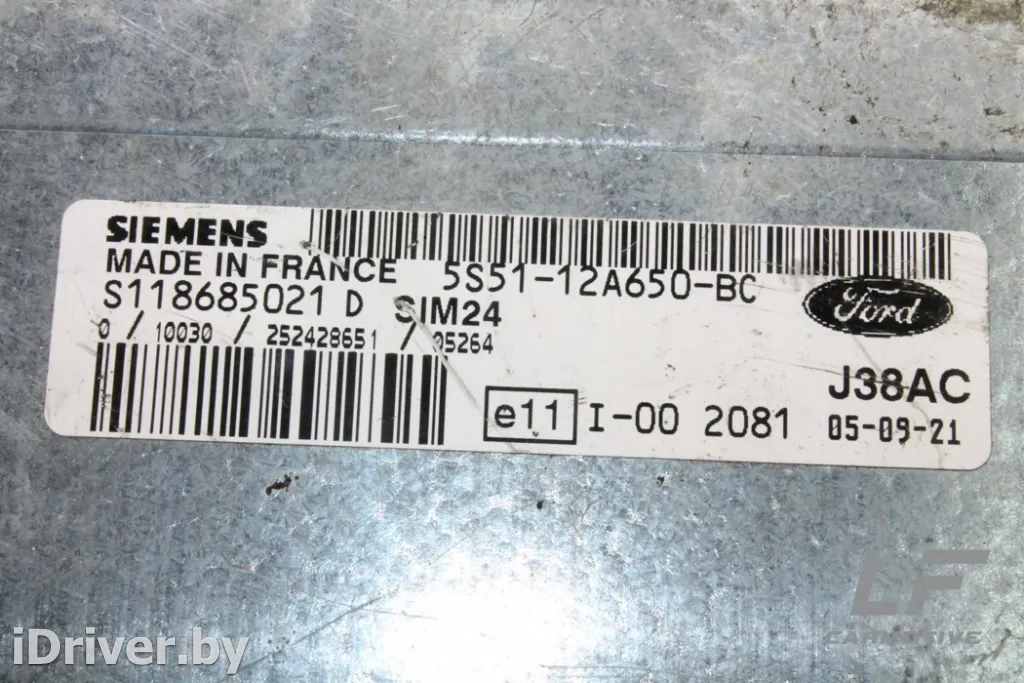 SIEMENS
MADE IN FRANCE 5S51-12A650-BC
S118685021 D SIM24
Ford
0 / 10030 / 252428651 / 05264
J38AC
e11 I-00 2081 05-09-21
LF
CARMOTIVE
iDriver.by